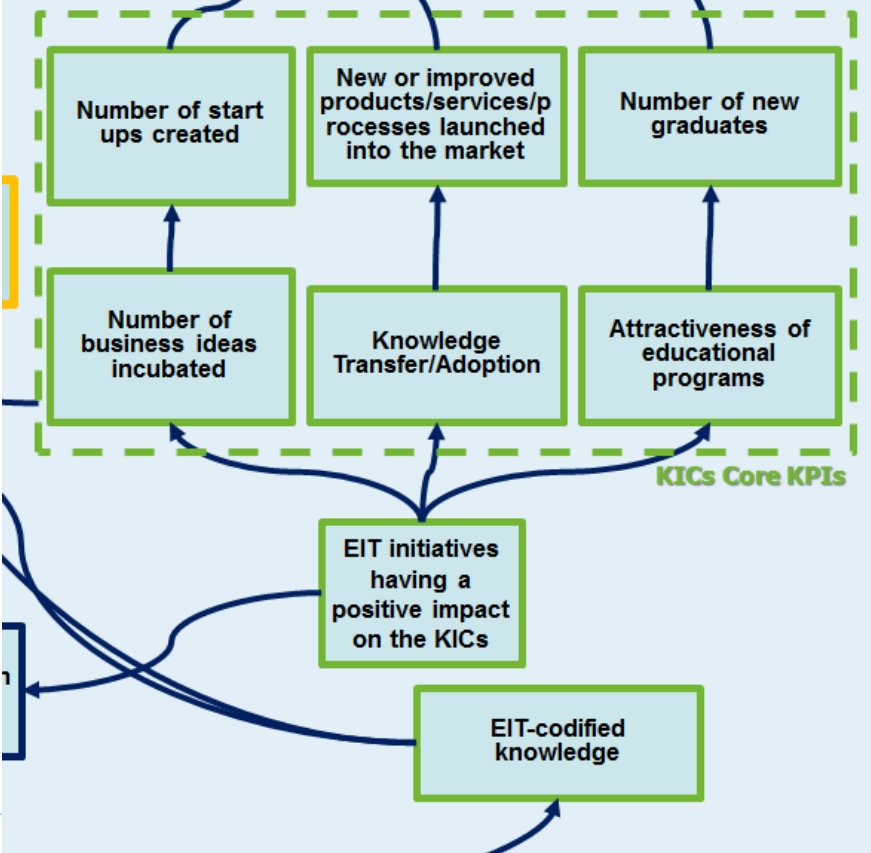 Number of start
ups created
New or improved
products/services/p
rocesses launched
into the market
Number of new
graduates
Number of
business ideas
incubated
Knowledge
Transfer/Adoption
Attractiveness of
educational
programs
KICs Core KPIs
EIT initiatives
having a
positive impact
on the KICs
n
EIT-codified
knowledge